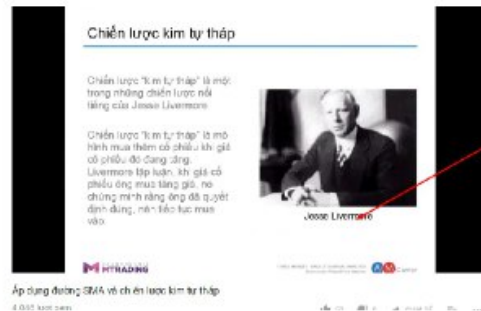 Chiến lược kim tự tháp
Chiến lược "kim tự tháp" là một
trong những chiến lược nổi
tiếng của Jesse Livermore
Chiến lược "kim tự tháp" là mô
hình mua thêm cổ phiếu khi giá
cổ phiếu đó đang tăng.
Livermore lập luận, khi giá cổ
phiếu ông mua tăng giá, nó
chứng minh rằng ông đã quyết
định đúng, nên tiếp tục mua
vào.
Jesse Livermore
MTRADING
Áp dụng đường SMA và chiến lược kim tự tháp